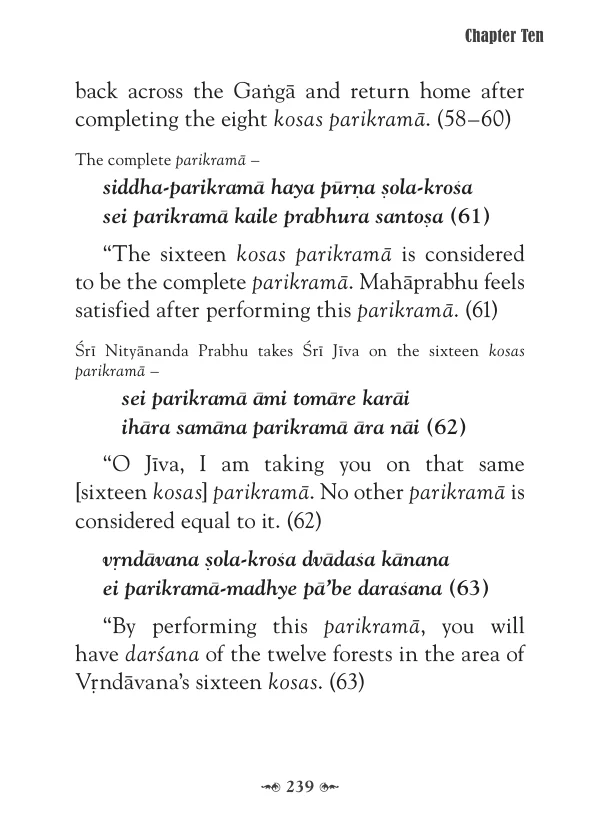 Chapter Ten
back across the Gaṅgā and return home after
completing the eight kosas parikramā. (58–60)
The complete parikramā –
siddha-parikramā haya pūrṇa ṣola-krośa
sei parikramā kaile prabhura santoṣa (61)
“The sixteen kosas parikramā is considered
to be the complete parikramā. Mahāprabhu feels
satisfied after performing this parikramā. (61)
Śrī Nityānanda Prabhu takes Śrī Jīva on the sixteen kosas
parikramā –
sei parikramā āmi tomāre karāi
ihāra samāna parikramā āra nāi (62)
“O Jīva, I am taking you on that same
[sixteen kosas] parikramā. No other parikramā is
considered equal to it. (62)
vṛndāvana ṣola-krośa dvādaśa kānana
ei parikramā-madhye pā’be daraśana (63)
“By performing this parikramā, you will
have darśana of the twelve forests in the area of
Vṛndāvana’s sixteen kosas. (63)
239